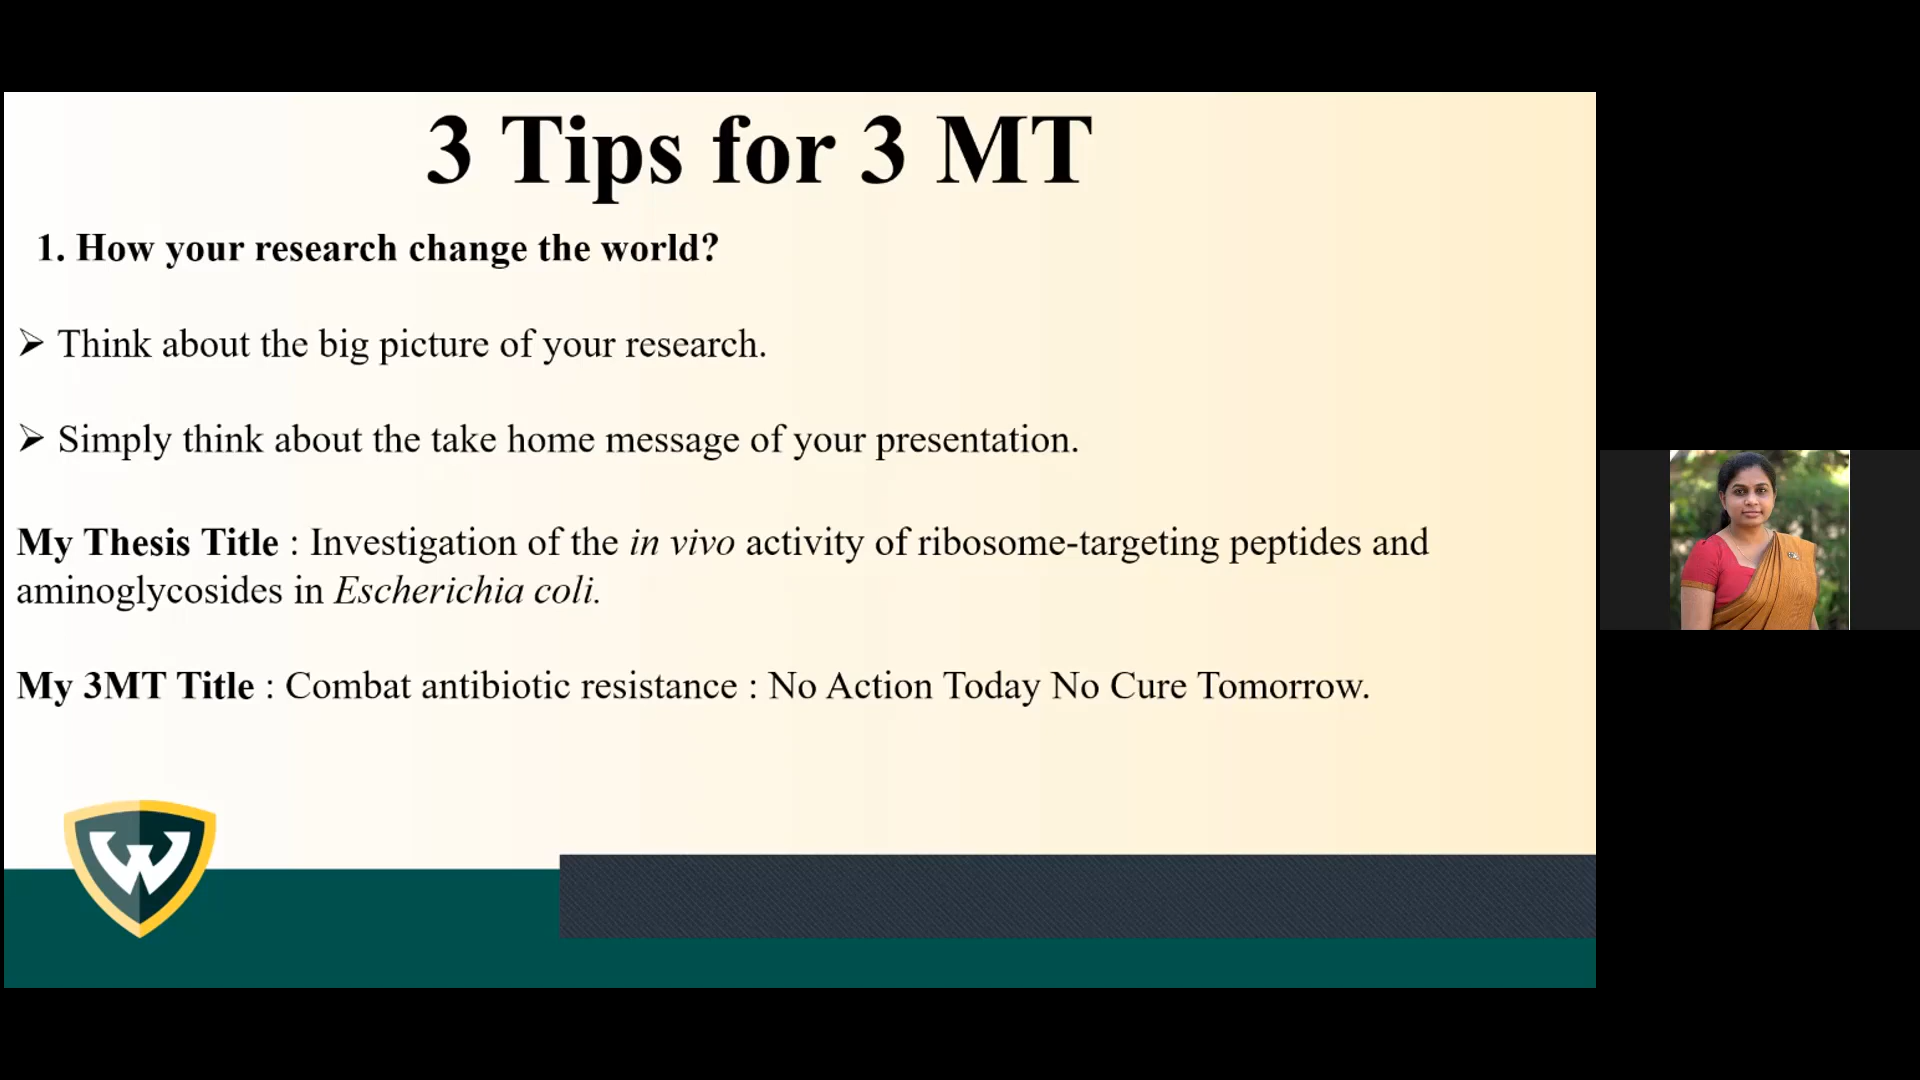 3 Tips for 3 MT
1. How your research change the world?
➢ Think about the big picture of your research.
➢ Simply think about the take home message of your presentation.
My Thesis Title : Investigation of the in vivo activity of ribosome-targeting peptides and
aminoglycosides in Escherichia coli.
My 3MT Title : Combat antibiotic resistance : No Action Today No Cure Tomorrow.
W